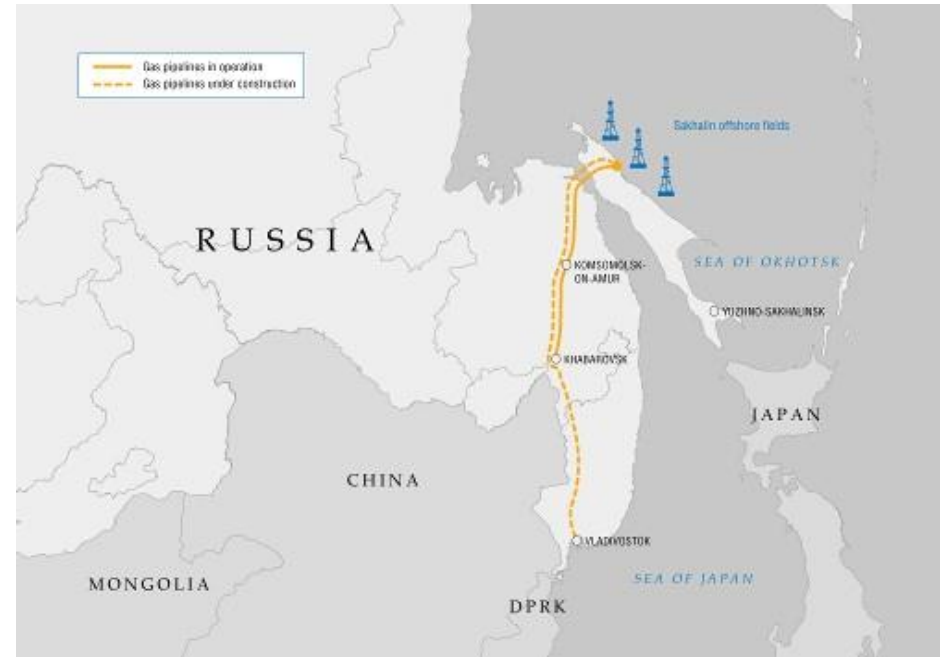 Gas pipelines in operation
Gas pipelines under construction
Sakhalin offshore fields
RUSSIA
SEA OF OKHOTSK
KOMSOMOLSK-
ON-AMUR
YUZHNO-SAKHALINSK
KHABAROVSK
JAPAN
CHINA
VLADIVOSTOK
MONGOLIA
SEA OF JAPAN
DPRK